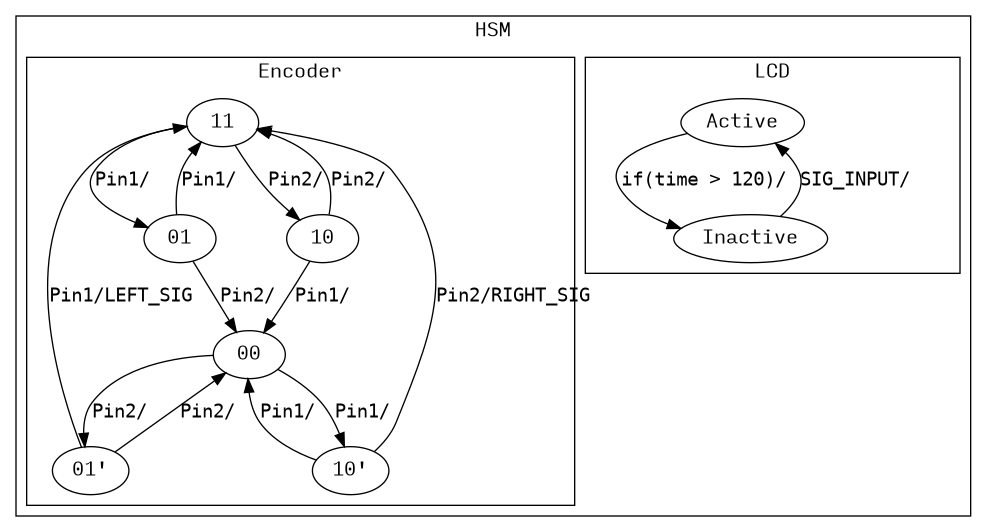 HSM
Encoder
LCD
11
Active
Pin1/
Pin1/
Pin2/
Pin2/
if(time > 120)/
SIG_INPUT/
01
10
Inactive
Pin1/LEFT_SIG
Pin2/
Pin1/
Pin2/RIGHT_SIG
00
Pin2/
Pin2/
Pin1/
Pin1/
01'
10'